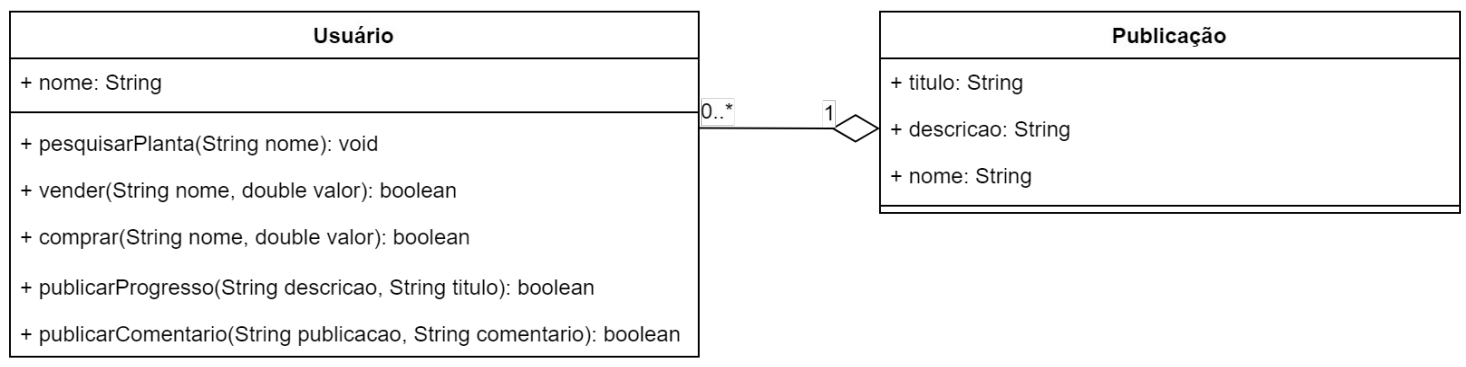 Usuário
+ nome: String
+ pesquisarPlanta(String nome): void
+ vender(String nome, double valor): boolean
+ comprar(String nome, double valor): boolean
+ publicarProgresso(String descricao, String titulo): boolean
+ publicarComentario(String publicacao, String comentario): boolean
0..*
1
Publicação
+ titulo: String
+ descricao: String
+ nome: String